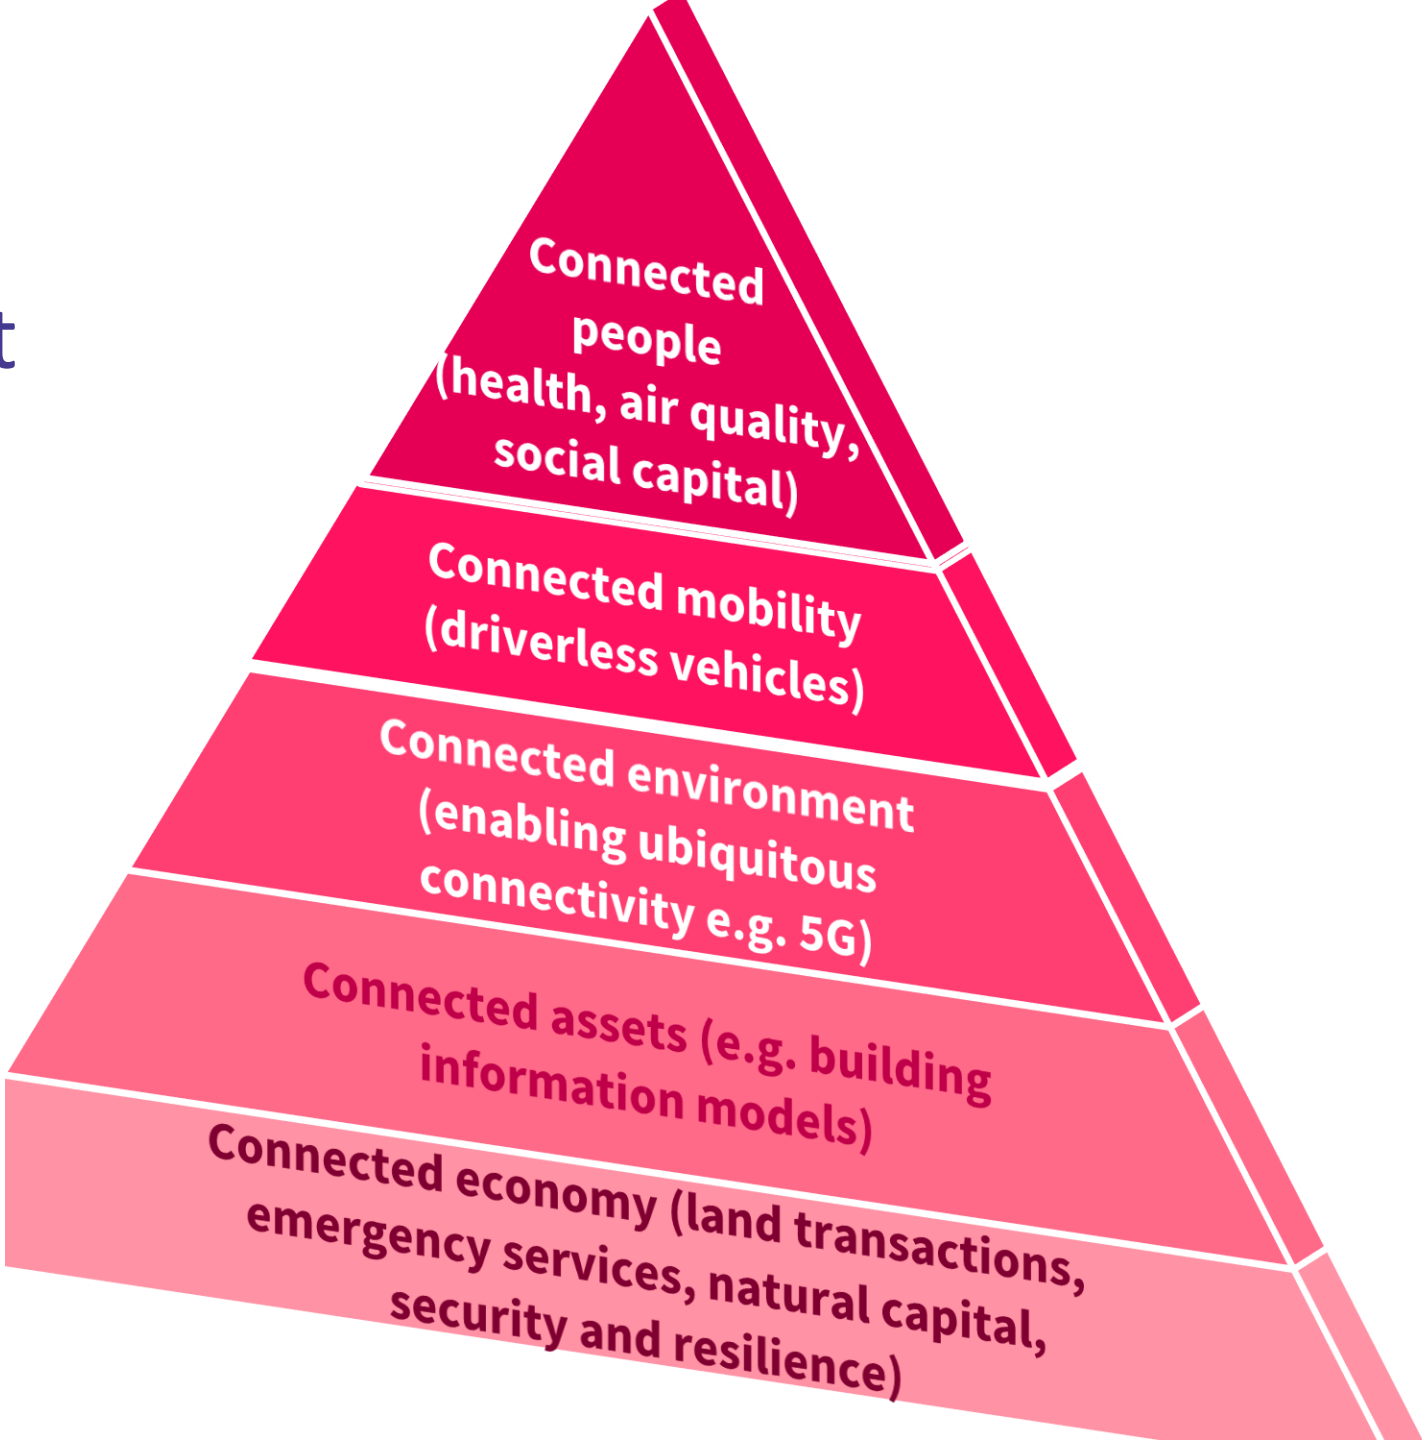 t
Connected
people
(health, air quality,
social capital)
Connected mobility
(driverless vehicles)
Connected environment
(enabling ubiquitous
connectivity e.g. 5G)
Connected assets (e.g. building
information models)
Connected economy (land transactions,
emergency services, natural capital,
security and resilience)